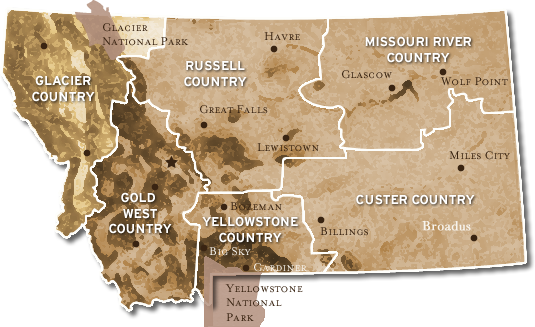 Glacier
National Park
Havre
MISSOURI RIVER
COUNTRY
RUSSELL
COUNTRY
GLACIER
COUNTRY
Glascow
Wolf Point
Great Falls
Lewistown
Miles City
GOLD
WEST
COUNTRY
Bozeman
YELLOWSTONE
COUNTRY
CUSTER COUNTRY
Billings
Broadus
Big Sky
Gardiner
Yellowstone
National
Park